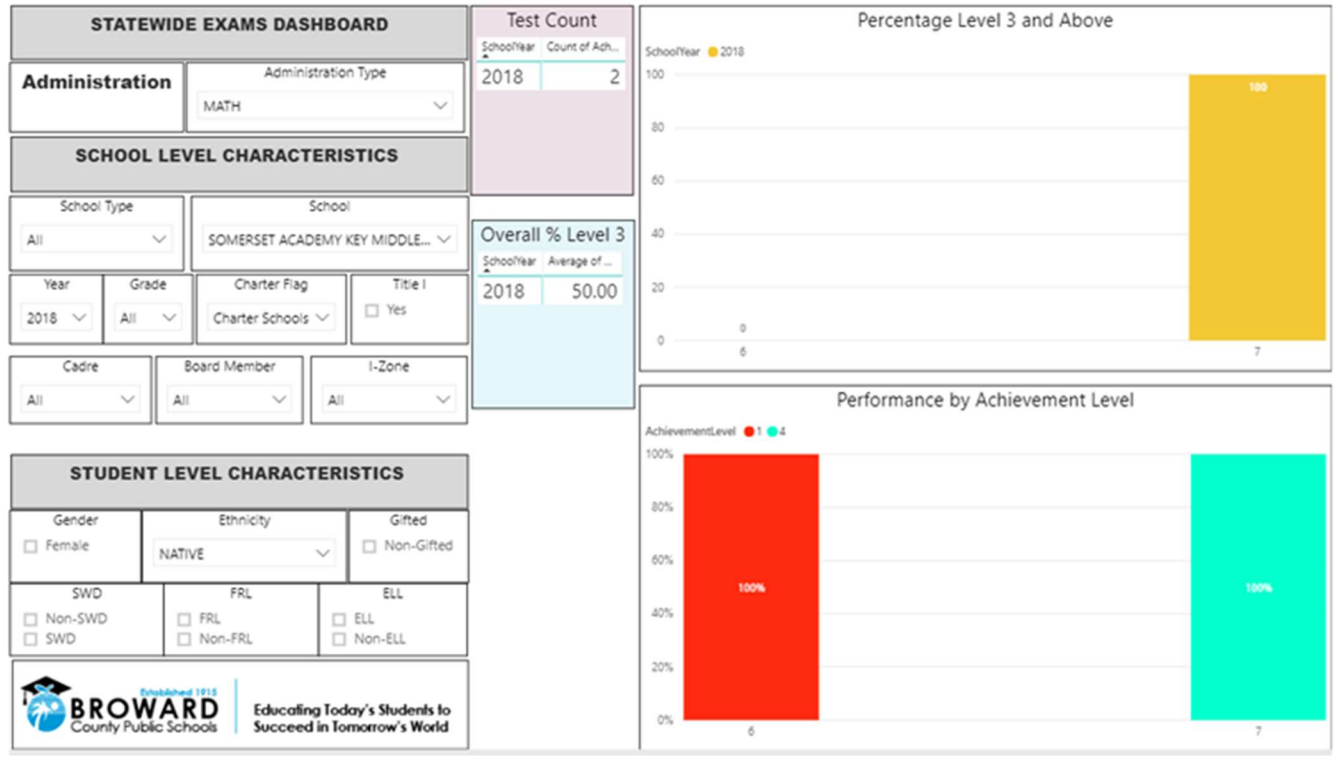 STATEWIDE EXAMS DASHBOARD
Administration
Administration Type
MATH
SCHOOL LEVEL CHARACTERISTICS
School Type
All
School
SOMERSET ACADEMY KEY MIDDLE...
Year
2018
Grade
All
Charter Flag
Charter Schools
Title I
Yes
Cadre
All
Board Member
All
I-Zone
All
STUDENT LEVEL CHARACTERISTICS
Gender
Female
Ethnicity
NATIVE
Gifted
Non-Gifted
SWD
Non-SWD
SWD
FRL
FRL
Non-FRL
ELL
ELL
Non-ELL
Established 1915
BROWARD
County Public Schools
Educating Today's Students to
Succeed in Tomorrow's World
Test Count
SchoolYear Count of Ach...
2018 2
Overall % Level 3
SchoolYear Average of ...
2018 50.00
Percentage Level 3 and Above
SchoolYear 2018
100
80
60
40
20
0
0
100
6 7
Performance by Achievement Level
AchievementLevel 1 4
100%
80%
60%
40%
20%
0%
100% 100%
6 7